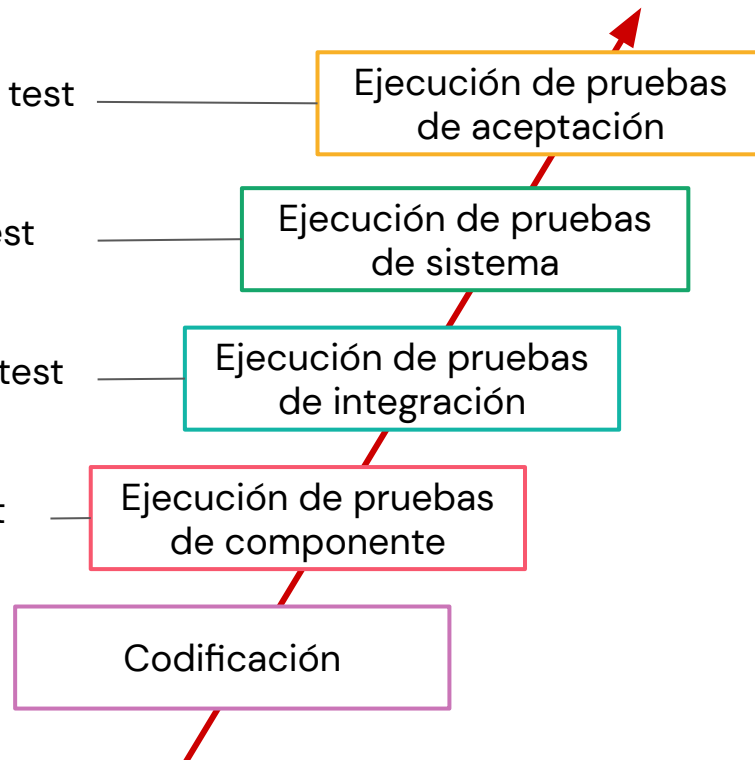 test
Ejecución de pruebas
de aceptación
Ejecución de pruebas
de sistema
test
Ejecución de pruebas
de integración
Ejecución de pruebas
de componente
Codificación